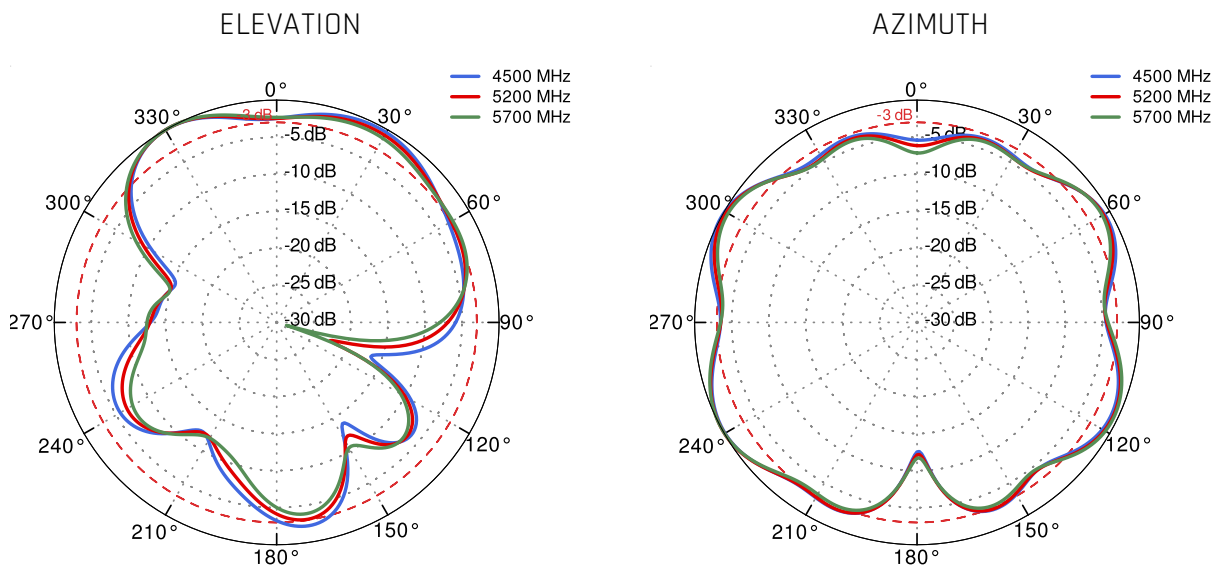 ELEVATION
4500 MHz
5200 MHz
5700 MHz
0°
330°
-3 dB
30°
-5 dB
-10 dB
300°
60°
-15 dB
-20 dB
-25 dB
270°
-30 dB
90°
240°
120°
210°
150°
180°
AZIMUTH
4500 MHz
5200 MHz
5700 MHz
0°
330°
-3 dB
30°
-5 dB
-10 dB
300°
60°
-15 dB
-20 dB
-25 dB
270°
-30 dB
90°
240°
120°
210°
150°
180°